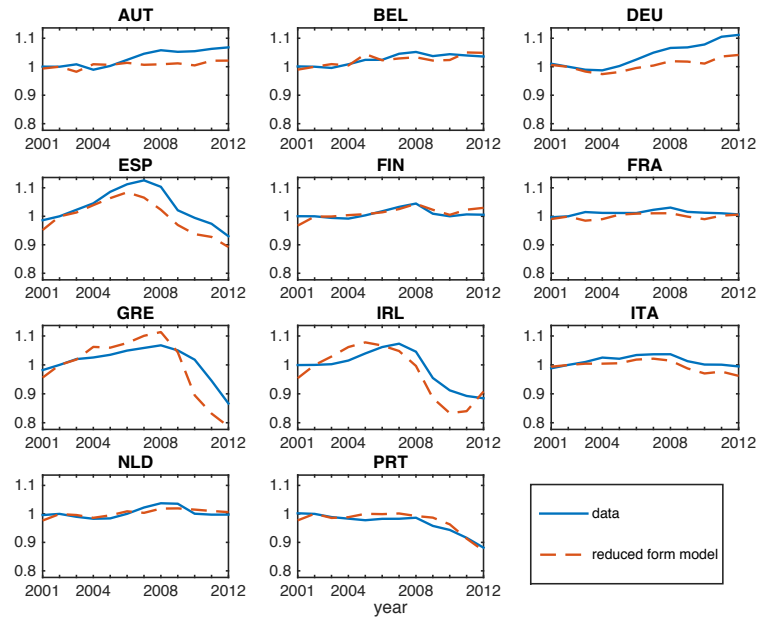 AUT BEL DEU
1.1 1.1 1.1
1 1 1
0.9 0.9 0.9
0.8 0.8 0.8
2001 2004 2008 2012 2001 2004 2008 2012 2001 2004 2008 2012
ESP FIN FRA
1.1 1.1 1.1
1 1 1
0.9 0.9 0.9
0.8 0.8 0.8
2001 2004 2008 2012 2001 2004 2008 2012 2001 2004 2008 2012
GRE IRL ITA
1.1 1.1 1.1
1 1 1
0.9 0.9 0.9
0.8 0.8 0.8
2001 2004 2008 2012 2001 2004 2008 2012 2001 2004 2008 2012
NLD PRT
1.1 1.1
1 1
0.9 0.9
0.8 0.8
2001 2004 2008 2012 2001 2004 2008 2012
year
data
reduced form model